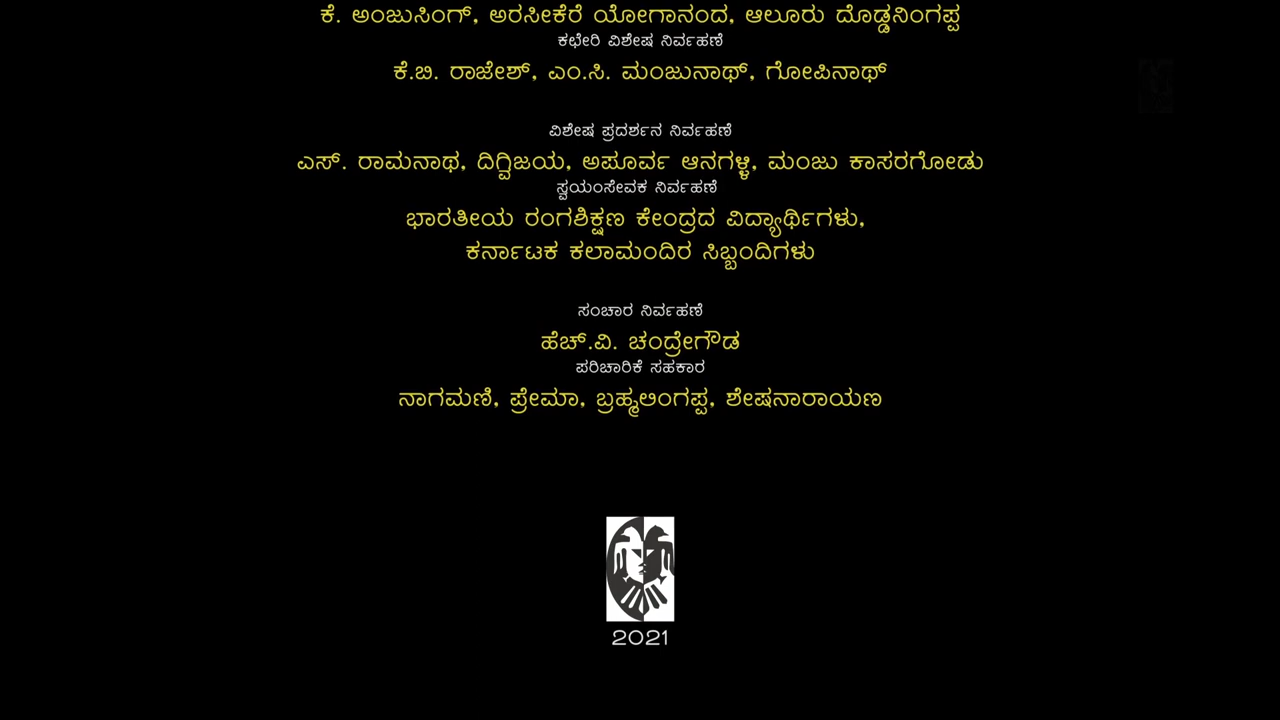 ಕೆ. ಅಂಜುಸಿಂಗ್, ಅರಸೀಕೆರೆ ಯೋಗಾನಂದ, ಆಲೂರು ದೊಡ್ಡನಿಂಗಪ್ಪ
ಕಛೇರಿ ವಿಶೇಷ ನಿರ್ವಹಣೆ
ಕೆ.ಬಿ. ರಾಜೇಶ್, ಎಂ.ಸಿ. ಮಂಜುನಾಥ್, ಗೋಪಿನಾಥ್
ವಿಶೇಷ ಪ್ರದರ್ಶನ ನಿರ್ವಹಣೆ
ಎಸ್. ರಾಮನಾಥ, ದಿಗ್ವಿಜಯ, ಅಪೂರ್ವ ಆನಗಳ್ಳಿ, ಮಂಜು ಕಾಸರಗೋಡು
ಸ್ವಯಂಸೇವಕ ನಿರ್ವಹಣೆ
ಭಾರತೀಯ ರಂಗಶಿಕ್ಷಣ ಕೇಂದ್ರದ ವಿದ್ಯಾರ್ಥಿಗಳು,
ಕರ್ನಾಟಕ ಕಲಾಮಂದಿರ ಸಿಬ್ಬಂದಿಗಳು
ಸಂಚಾರ ನಿರ್ವಹಣೆ
ಹೆಚ್.ವಿ. ಚಂದ್ರೇಗೌಡ
ಪರಿಚಾರಿಕೆ ಸಹಕಾರ
ನಾಗಮಣಿ, ಪ್ರೇಮಾ, ಬ್ರಹ್ಮಲಿಂಗಪ್ಪ, ಶೇಷನಾರಾಯಣ
2021